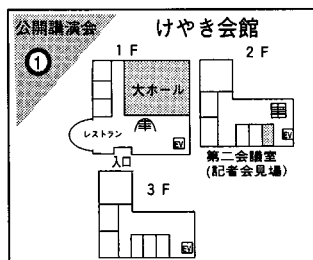 公開講演会
①
けやき会館
1F
2F
大ホール
レストラン
EV
EV
入口
第二会議室
(記者会見場)
3F
EV